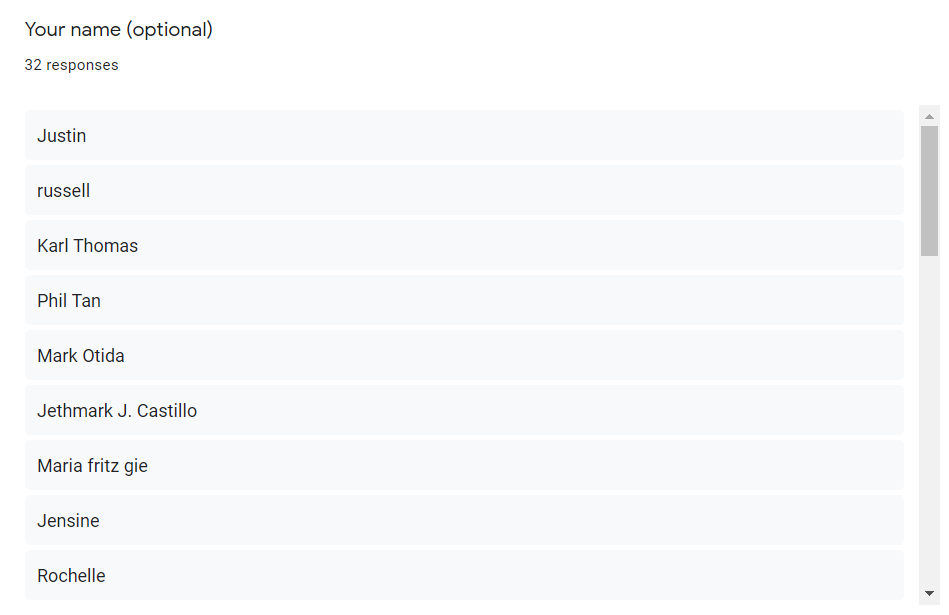 Your name (optional)
32 responses
Justin
russell
Karl Thomas
Phil Tan
Mark Otida
Jethmark J. Castillo
Maria fritz gie
Jensine
Rochelle